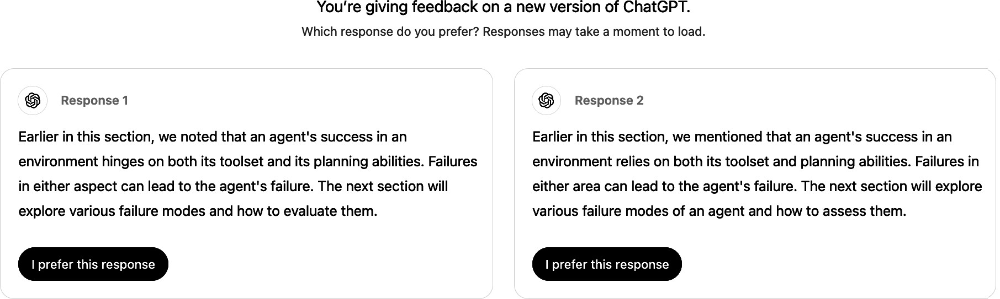 You're giving feedback on a new version of ChatGPT.
Which response do you prefer? Responses may take a moment to load.
Response 1
Earlier in this section, we noted that an agent's success in an
environment hinges on both its toolset and its planning abilities. Failures
in either aspect can lead to the agent's failure. The next section will
explore various failure modes and how to evaluate them.
I prefer this response
Response 2
Earlier in this section, we mentioned that an agent's success in an
environment relies on both its toolset and planning abilities. Failures in
either area can lead to the agent's failure. The next section will explore
various failure modes of an agent and how to assess them.
I prefer this response